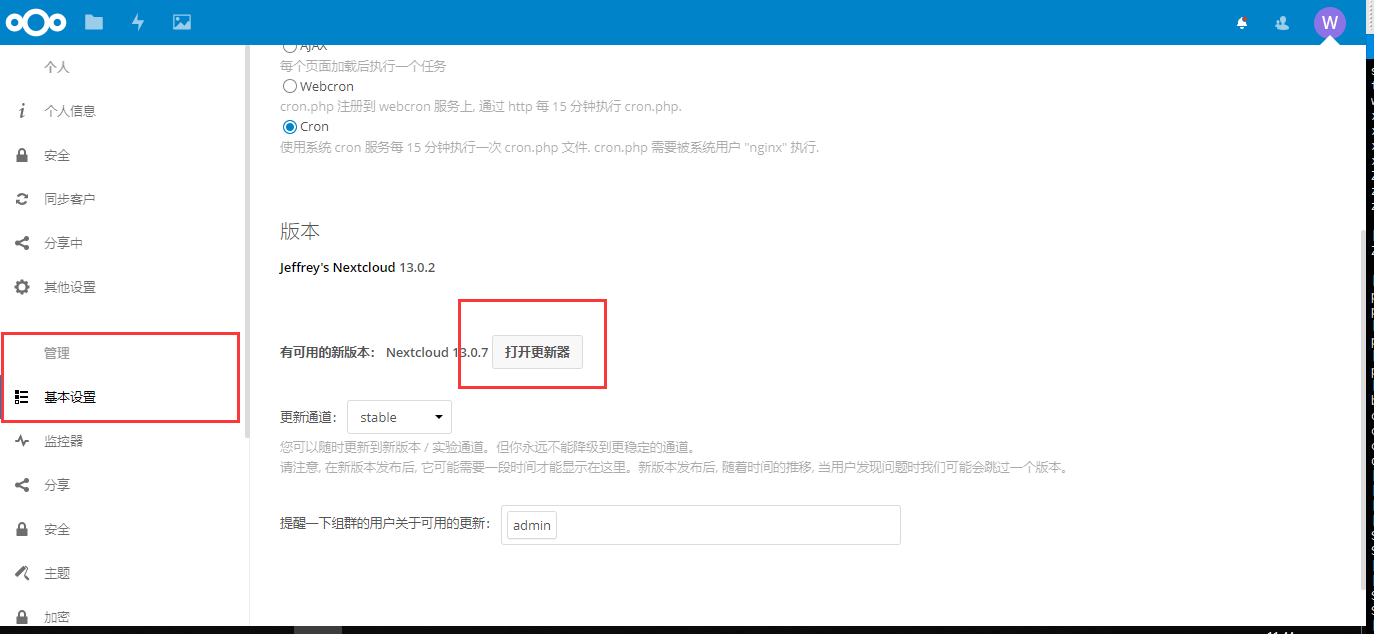 W
个人
个人信息
安全
同步客户
分享中
其他设置
管理
基本设置
监控器
分享
安全
主题
加密
AJAX
每个页面加载后执行一个任务
Webcron
cron.php 注册到 webcron 服务上, 通过 http 每 15 分钟执行 cron.php.
Cron
使用系统 cron 服务每 15 分钟执行一次 cron.php 文件. cron.php 需要被系统用户 "nginx" 执行.
版本
Jeffrey's Nextcloud 13.0.2
有可用的新版本： Nextcloud 13.0.7 打开更新器
更新通道： stable
您可以随时更新到新版本 / 实验通道。但你永远不能降级到更稳定的通道。
请注意, 在新版本发布后, 它可能需要一段时间才能显示在这里。新版本发布后, 随着时间的推移, 当用户发现问题时我们可能会跳过一个版本。
提醒一下组群的用户关于可用的更新： admin